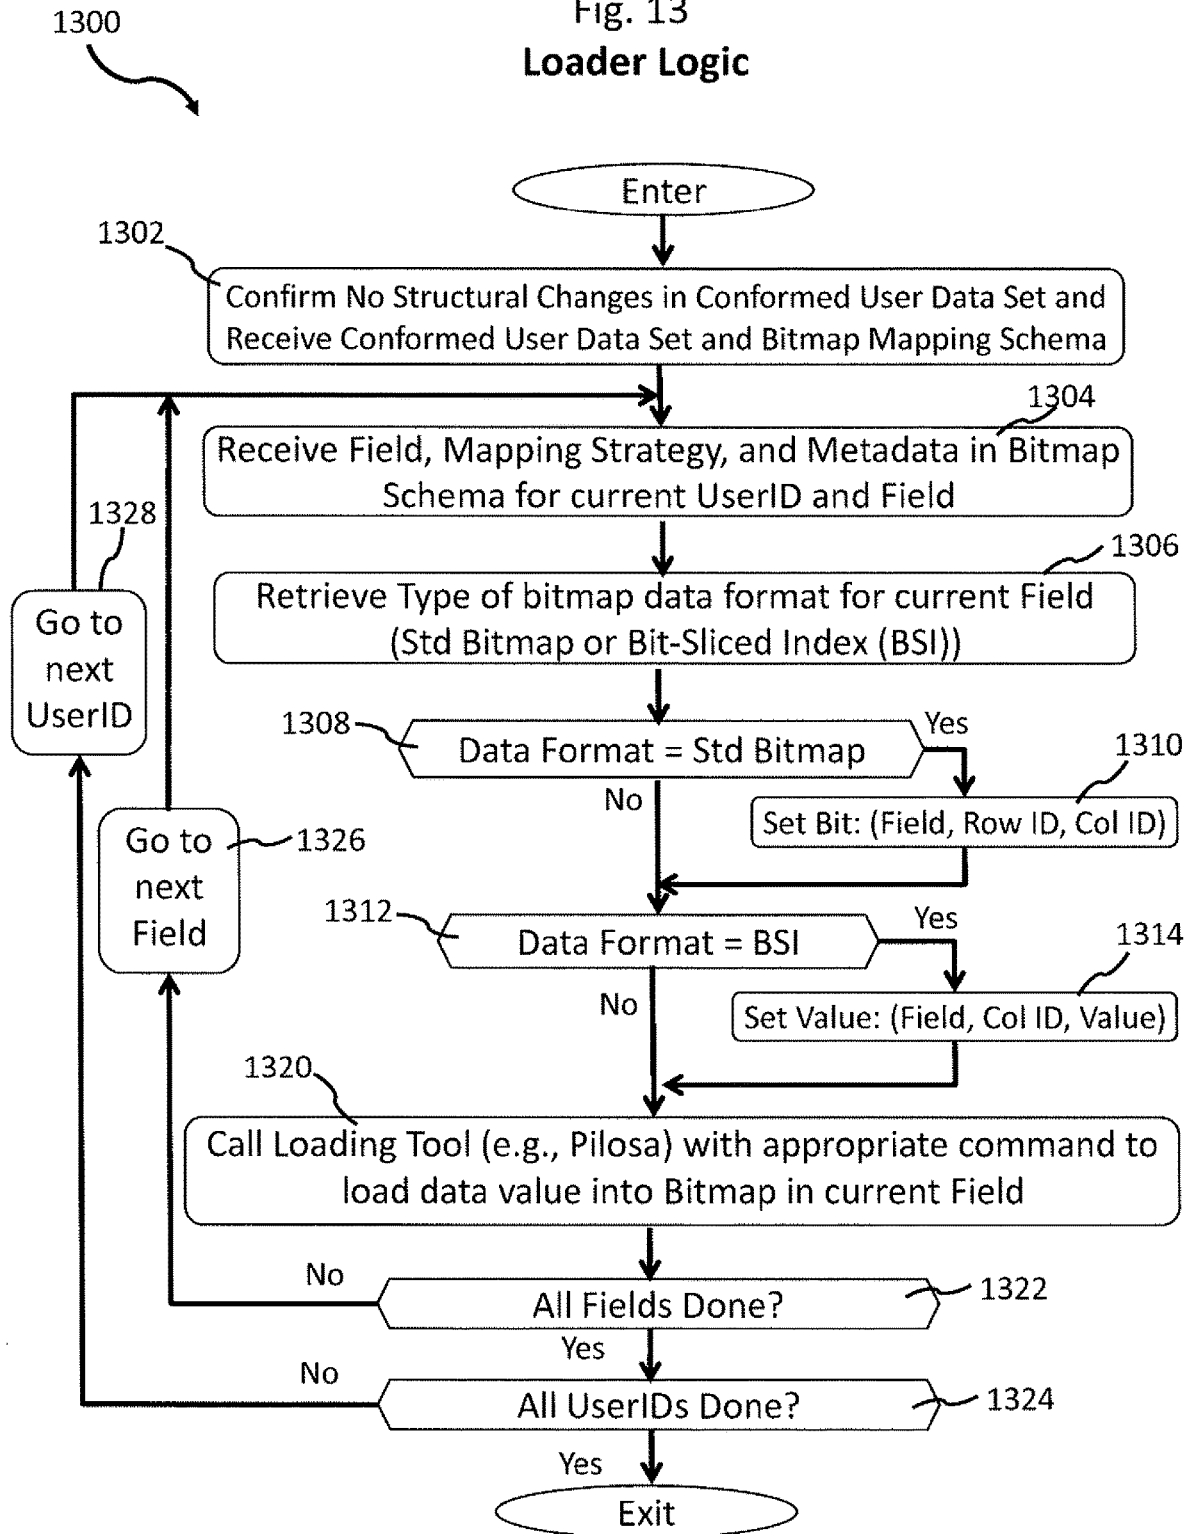 Fig. 13
Loader Logic
1300
Enter
1302
Confirm No Structural Changes in Conformed User Data Set and
Receive Conformed User Data Set and Bitmap Mapping Schema
1304
Receive Field, Mapping Strategy, and Metadata in Bitmap
Schema for current UserID and Field
1306
Retrieve Type of bitmap data format for current Field
(Std Bitmap or Bit-Sliced Index (BSI))
1328
Go to
next
UserID
1308
Data Format = Std Bitmap
Yes
No
1310
Set Bit: (Field, Row ID, Col ID)
1326
Go to
next
Field
1312
Data Format = BSI
Yes
No
1314
Set Value: (Field, Col ID, Value)
1320
Call Loading Tool (e.g., Pilosa) with appropriate command to
load data value into Bitmap in current Field
No
All Fields Done?
1322
Yes
No
All UserIDs Done?
1324
Yes
Exit